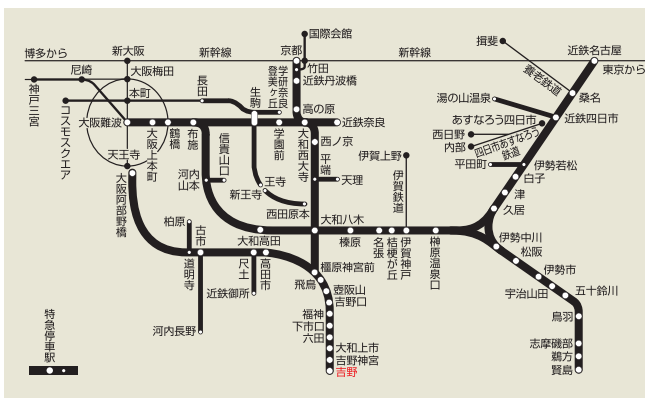 国際会館
博多から
新大阪
新幹線
京都
新幹線
揖斐
近鉄名古屋
東京から
尼崎
大阪梅田
竹田
養老鉄道
神戸三宮
本町
長田
学研奈良登美ヶ丘
近鉄丹波橋
湯の山温泉
桑名
コスモスクエア
生駒
高の原
大阪難波
近鉄奈良
あすなろう四日市
近鉄四日市
大阪上本町
鶴橋
布施
信貴山口
学園前
大和西大寺
西ノ京
西日野
内部
四日市あすなろう鉄道
天王寺
平端
伊賀上野
平田町
伊勢若松
大阪阿部野橋
河内山本
王寺
新王寺
天理
伊賀鉄道
白子
津
西田原本
久居
柏原
古市
大和高田
大和八木
榛原
名張
桔梗が丘
伊賀神戸
榊原温泉口
伊勢中川
松阪
道明寺
尺土
高田市
橿原神宮前
伊勢市
近鉄御所
飛鳥
壺阪山
吉野口
宇治山田
五十鈴川
特急停車駅
河内長野
福神
下市口
六田
鳥羽
大和上市
吉野神宮
吉野
志摩磯部
鵜方
賢島